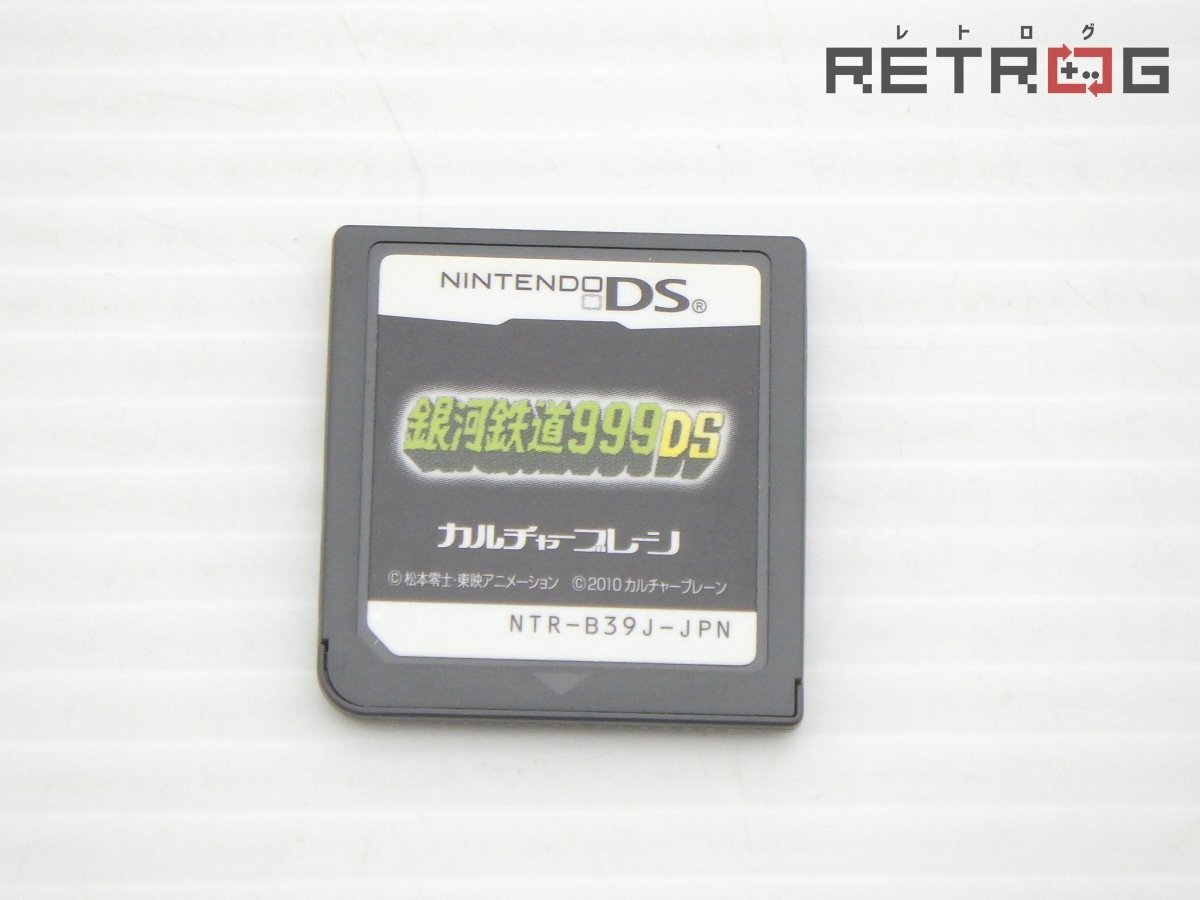 レトログ
RETROG
NINTENDO DS®
銀河鉄道999DS
カルチャーブレーン
©松本零士・東映アニメーション ©2010 カルチャーブレーン
NTR-B39J-JPN